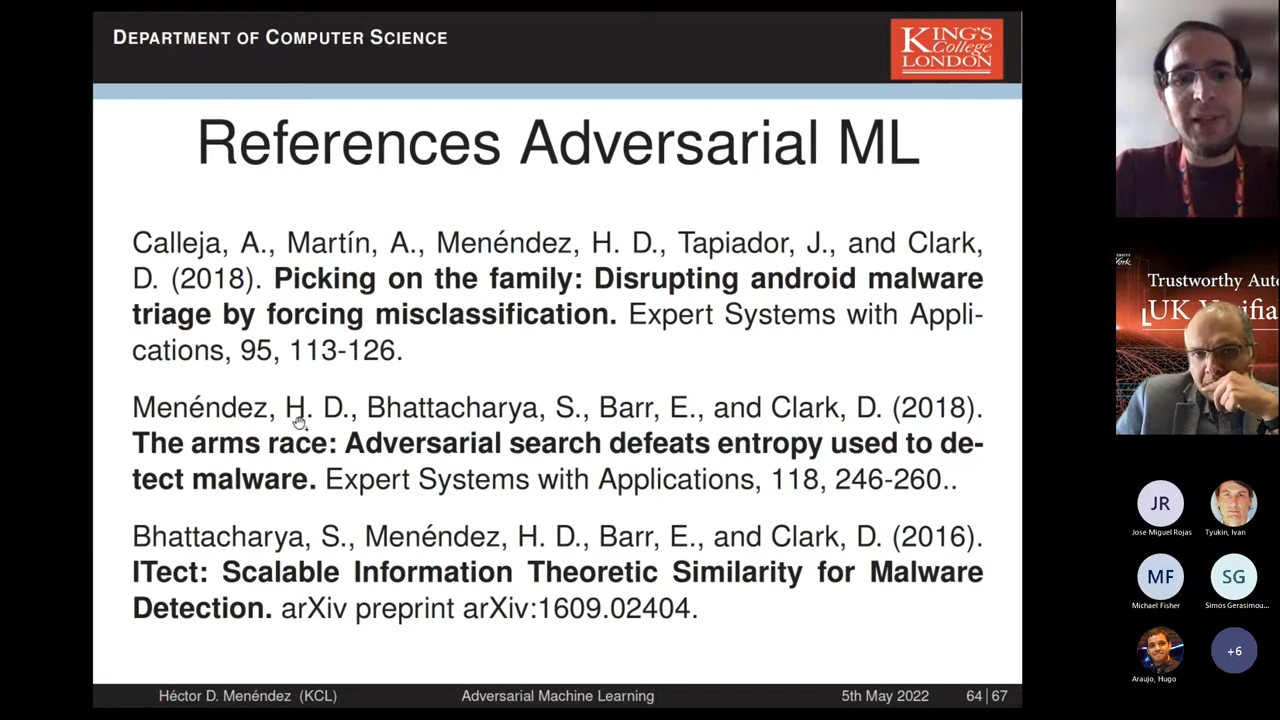 DEPARTMENT OF COMPUTER SCIENCE
KING'S
College
LONDON
References Adversarial ML
Calleja, A., Martín, A., Menéndez, H. D., Tapiador, J., and Clark,
D. (2018). Picking on the family: Disrupting android malware
triage by forcing misclassification. Expert Systems with Appli-
cations, 95, 113-126.
Menéndez, H. D., Bhattacharya, S., Barr, E., and Clark, D. (2018).
The arms race: Adversarial search defeats entropy used to de-
tect malware. Expert Systems with Applications, 118, 246-260..
Bhattacharya, S., Menéndez, H. D., Barr, E., and Clark, D. (2016).
ITect: Scalable Information Theoretic Similarity for Malware
Detection. arXiv preprint arXiv:1609.02404.
Héctor D. Menéndez (KCL) Adversarial Machine Learning 5th May 2022 64|67
Trustworthy Aut
UK Verifia
JR
Jose Miguel Rojas
Tyukin, Ivan
MF
Michael Fisher
SG
Simos Gerasimou...
Araujo, Hugo
+6